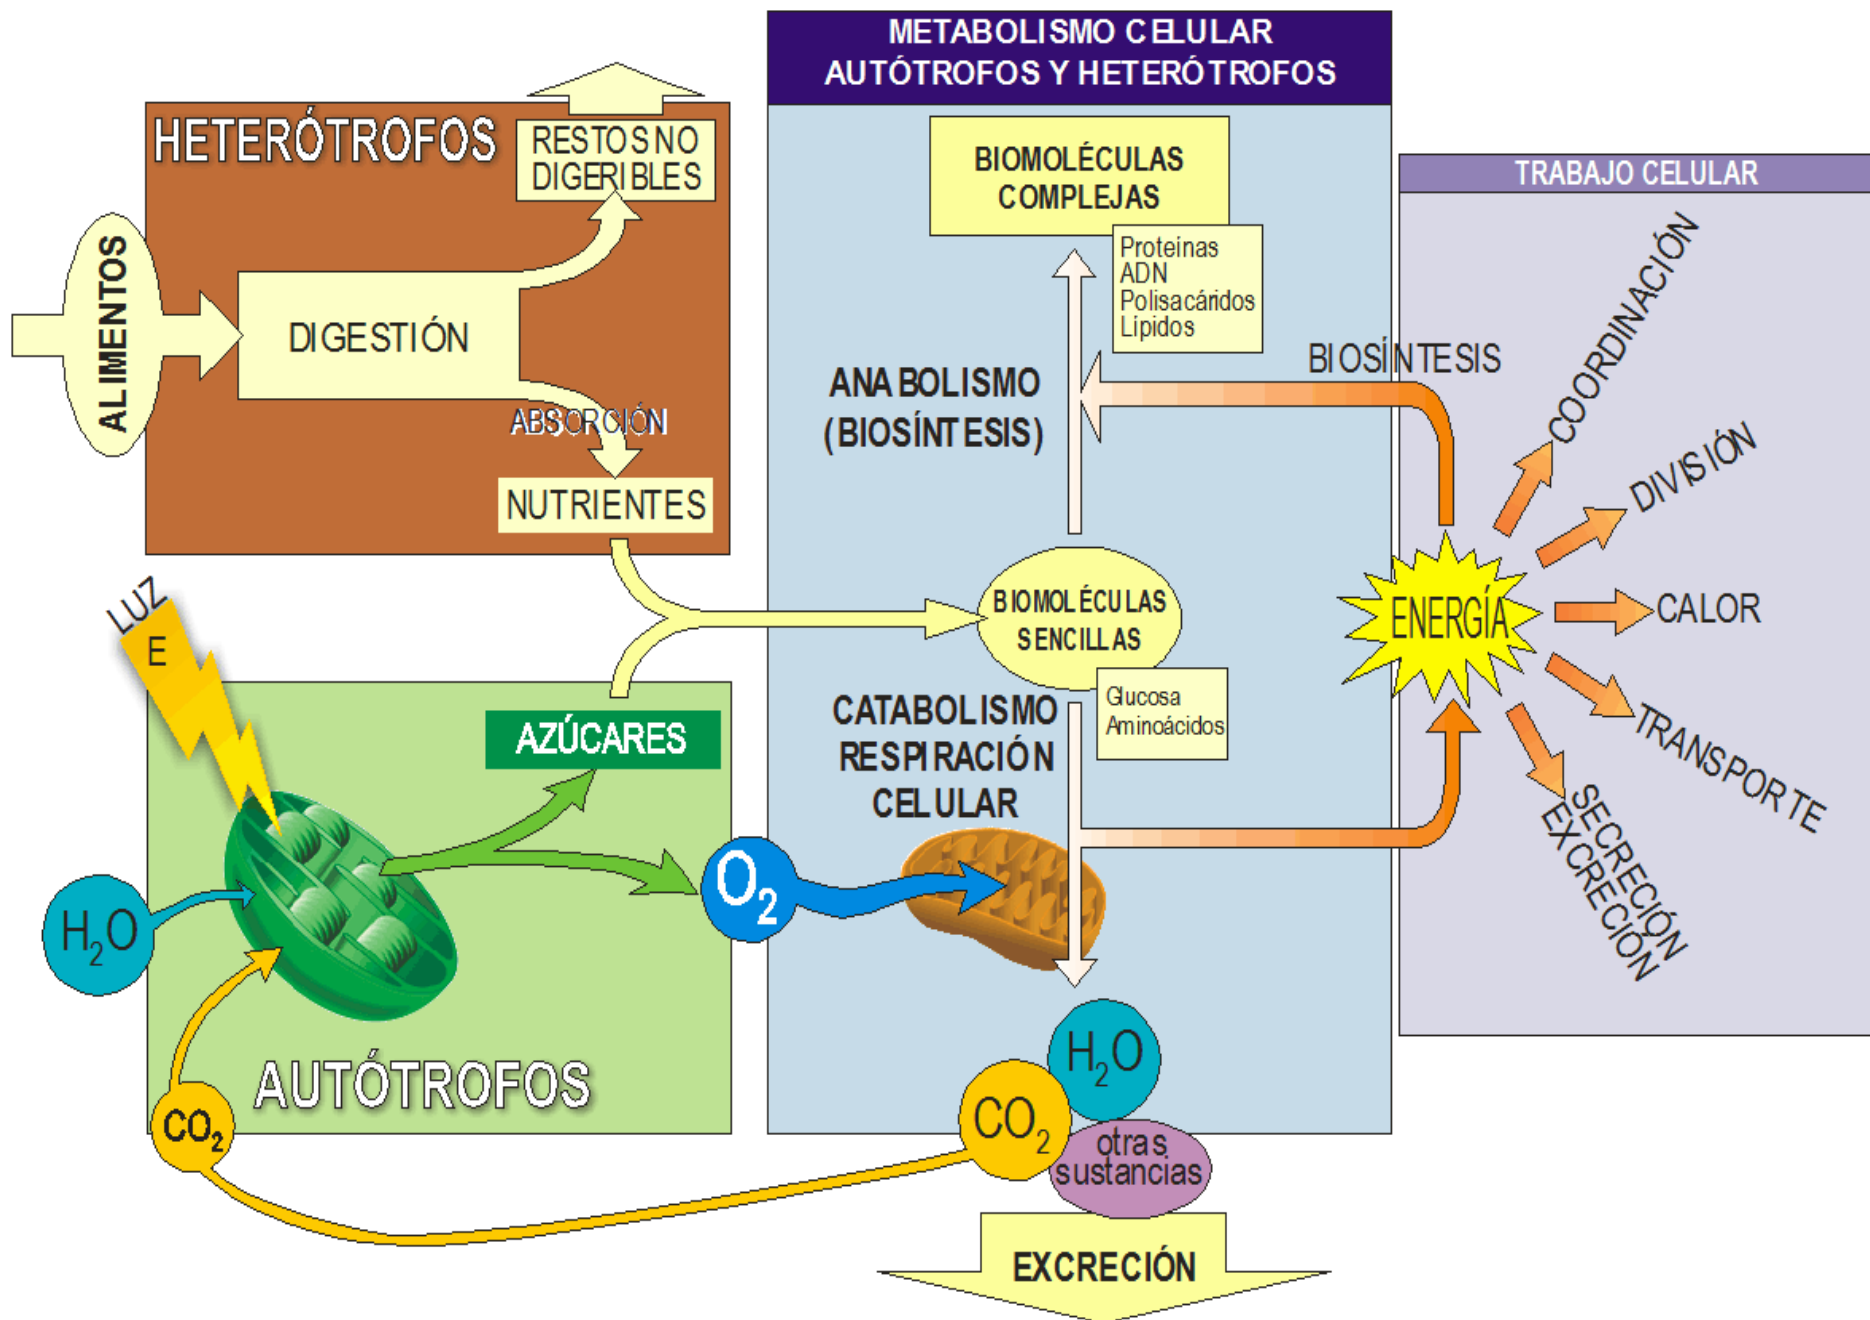 METABOLISMO CELULAR
AUTÓTROFOS Y HETERÓTROFOS
HETERÓTROFOS
RESTOS NO
DIGERIBLES
ALIMENTOS
DIGESTIÓN
ABSORCIÓN
NUTRIENTES
BIOMOLÉCULAS
COMPLEJAS
Proteínas
ADN
Polisacáridos
Lípidos
ANABOLISMO
(BIOSÍNTESIS)
BIOSÍNTESIS
TRABAJO CELULAR
COORDINACIÓN
DIVISIÓN
ENERGÍA
CALOR
TRANSPORTE
SECRECIÓN
EXCRECIÓN
BIOMOLÉCULAS
SENCILLAS
Glucosa
Aminoácidos
CATABOLISMO
RESPIRACIÓN
CELULAR
LUZ
E
AZÚCARES
O₂
H₂O
AUTÓTROFOS
CO₂
H₂O
CO₂
otras
sustancias
EXCRECIÓN